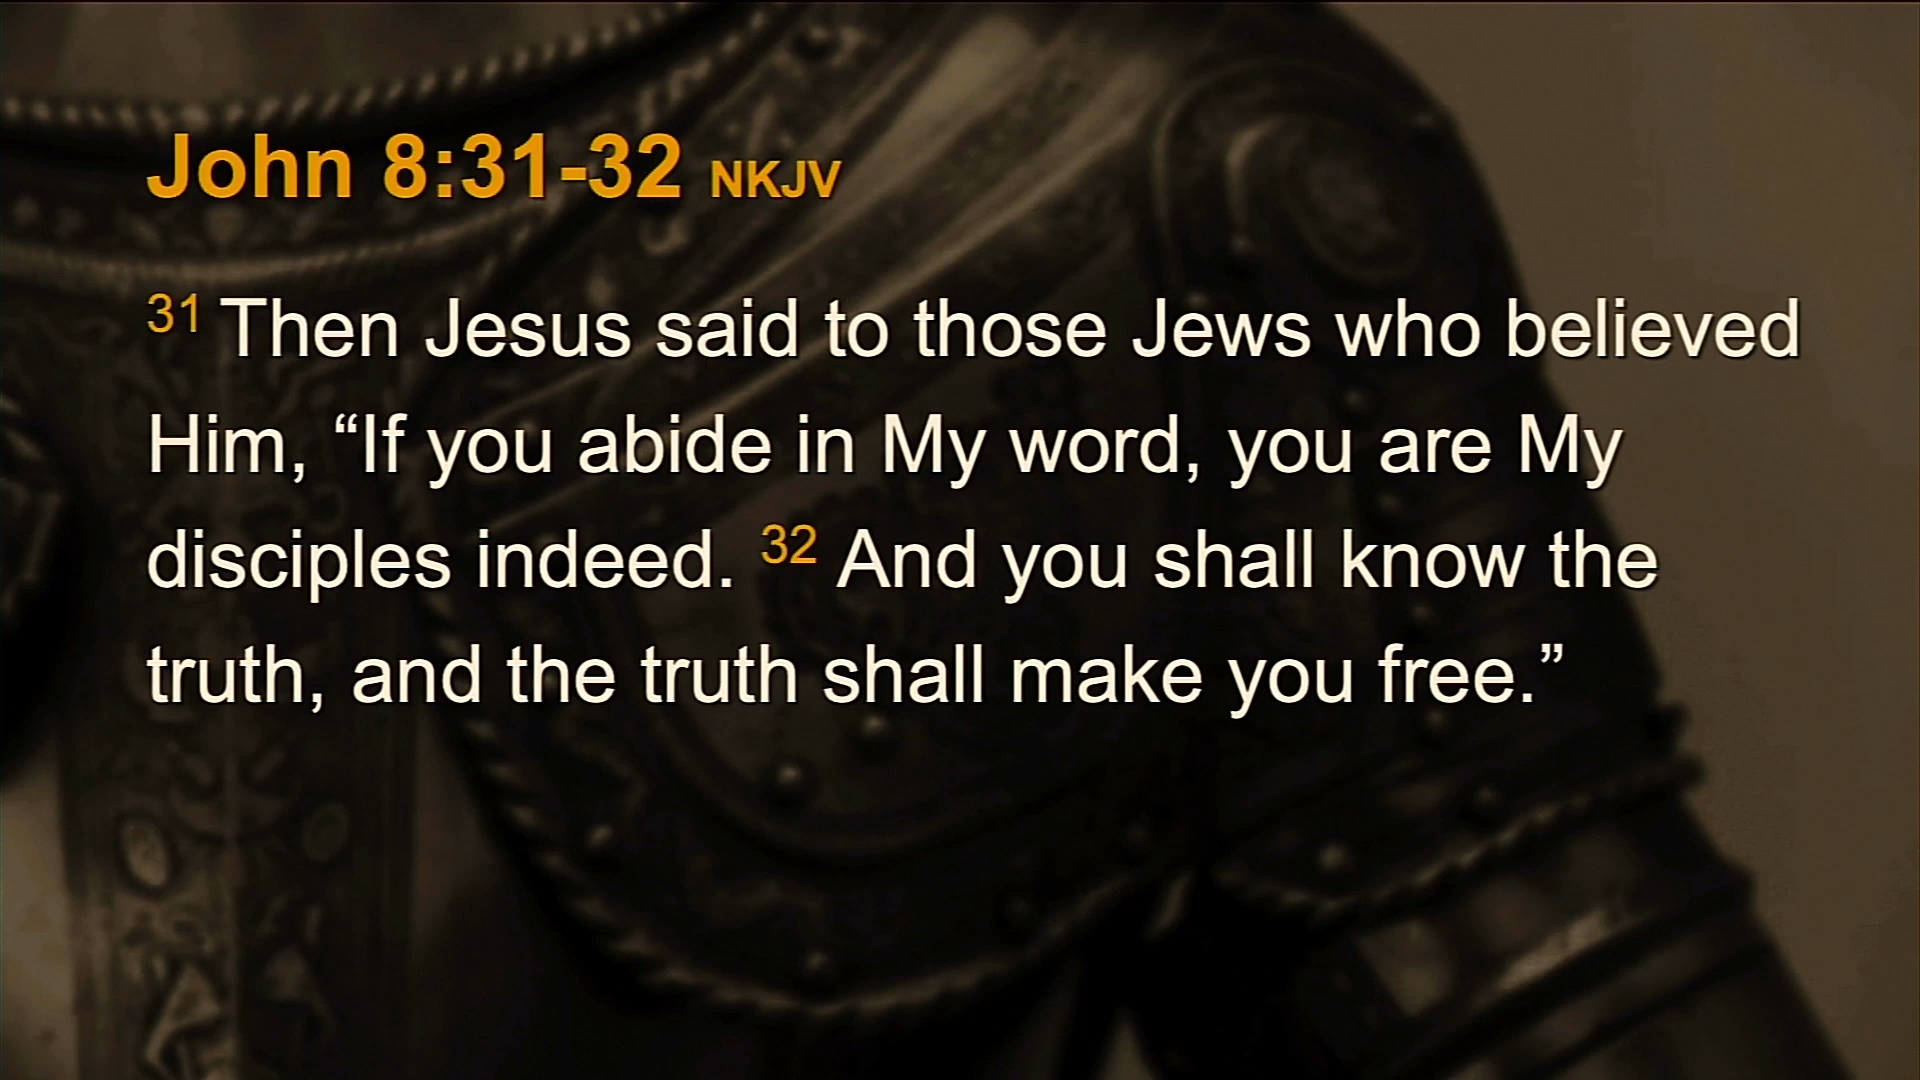 John 8:31-32 NKJV
31 Then Jesus said to those Jews who believed
Him, “If you abide in My word, you are My
disciples indeed. 32 And you shall know the
truth, and the truth shall make you free.”